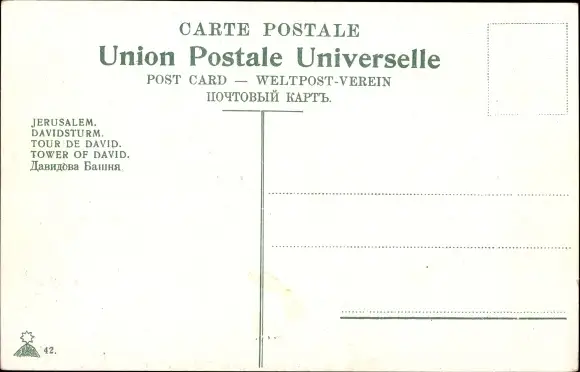 CARTE POSTALE
Union Postale Universelle
POST CARD — WELTPOST-VEREIN
ПОЧТОВЫЙ КАРТЪ.
JERUSALEM.
DAVIDSTURM.
TOUR DE DAVID.
TOWER OF DAVID.
Давидова Башня.
42.